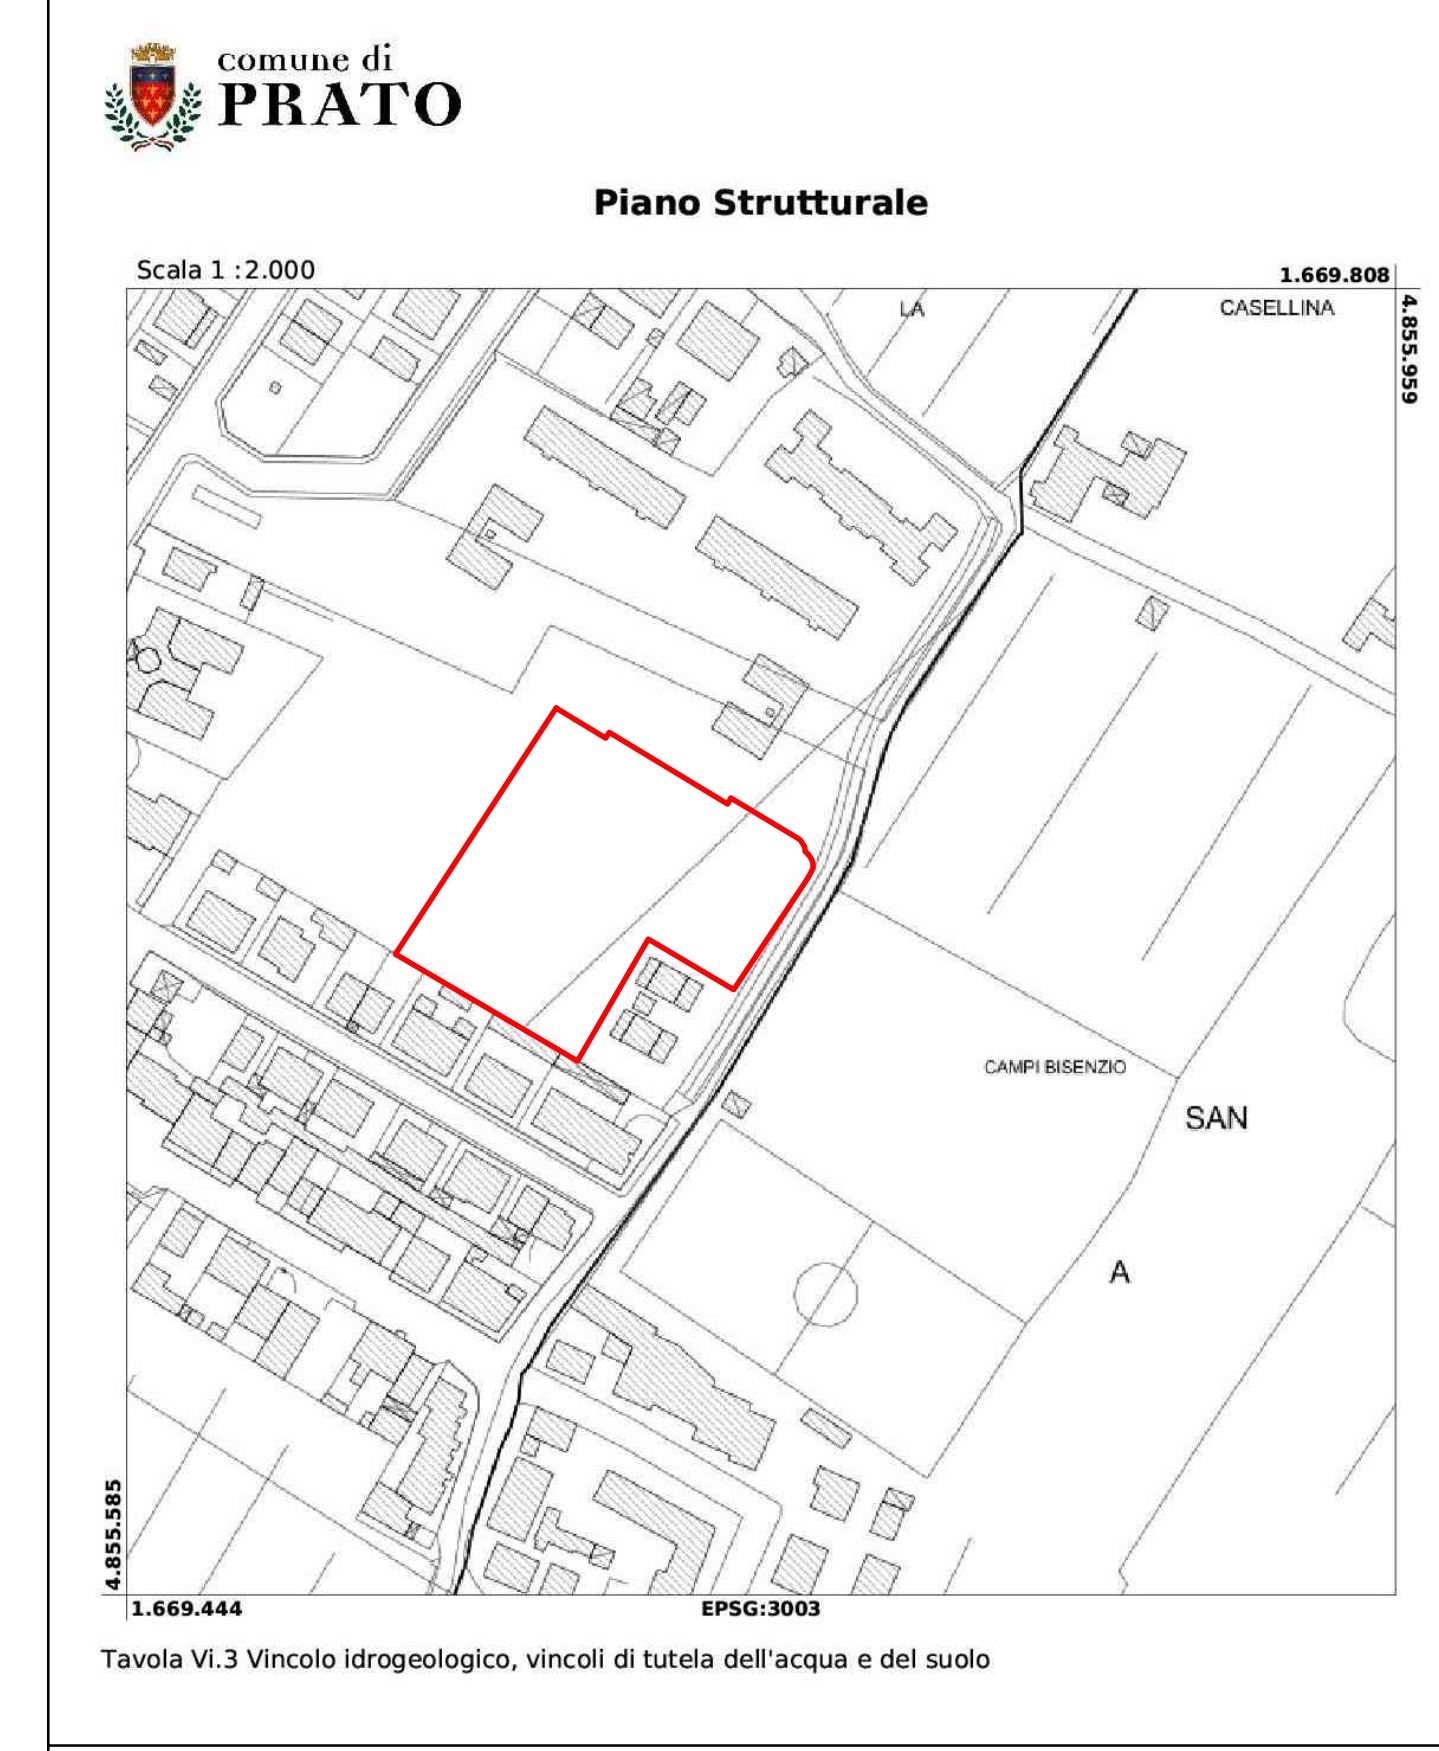 comune di
PRATO
Piano Strutturale
Scala 1 :2.000
1.669.808
4.855.959
LA
CASELLINA
CAMPI BISENZIO
SAN
A
4.855.585
1.669.444
EPSG:3003
Tavola Vi.3 Vincolo idrogeologico, vincoli di tutela dell'acqua e del suolo